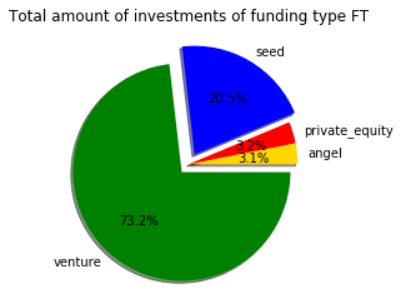 Total amount of investments of funding type FT
seed
20.5%
private_equity
3.2%
angel
3.1%
73.2%
venture